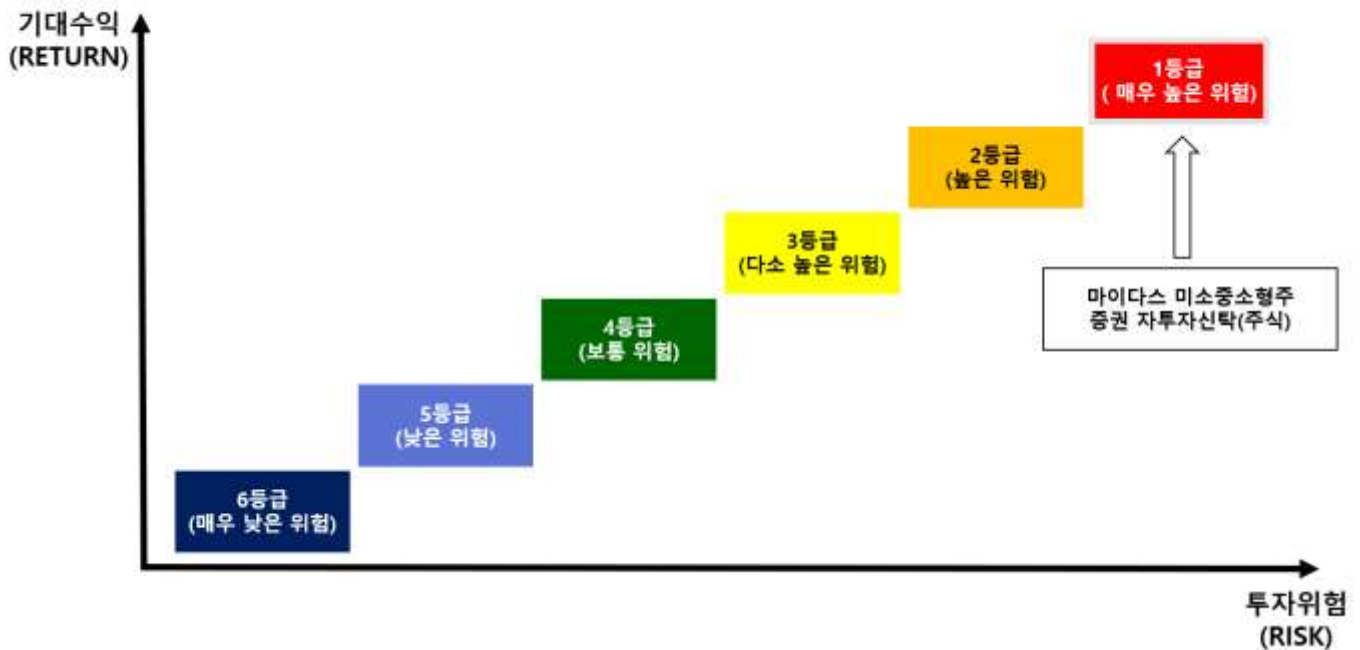 기대수익
(RETURN)
1등급
( 매우 높은 위험)
2등급
(높은 위험)
3등급
(다소 높은 위험)
마이다스 미소중소형주
증권 자투자신탁(주식)
4등급
(보통 위험)
5등급
(낮은 위험)
6등급
(매우 낮은 위험)
투자위험
(RISK)